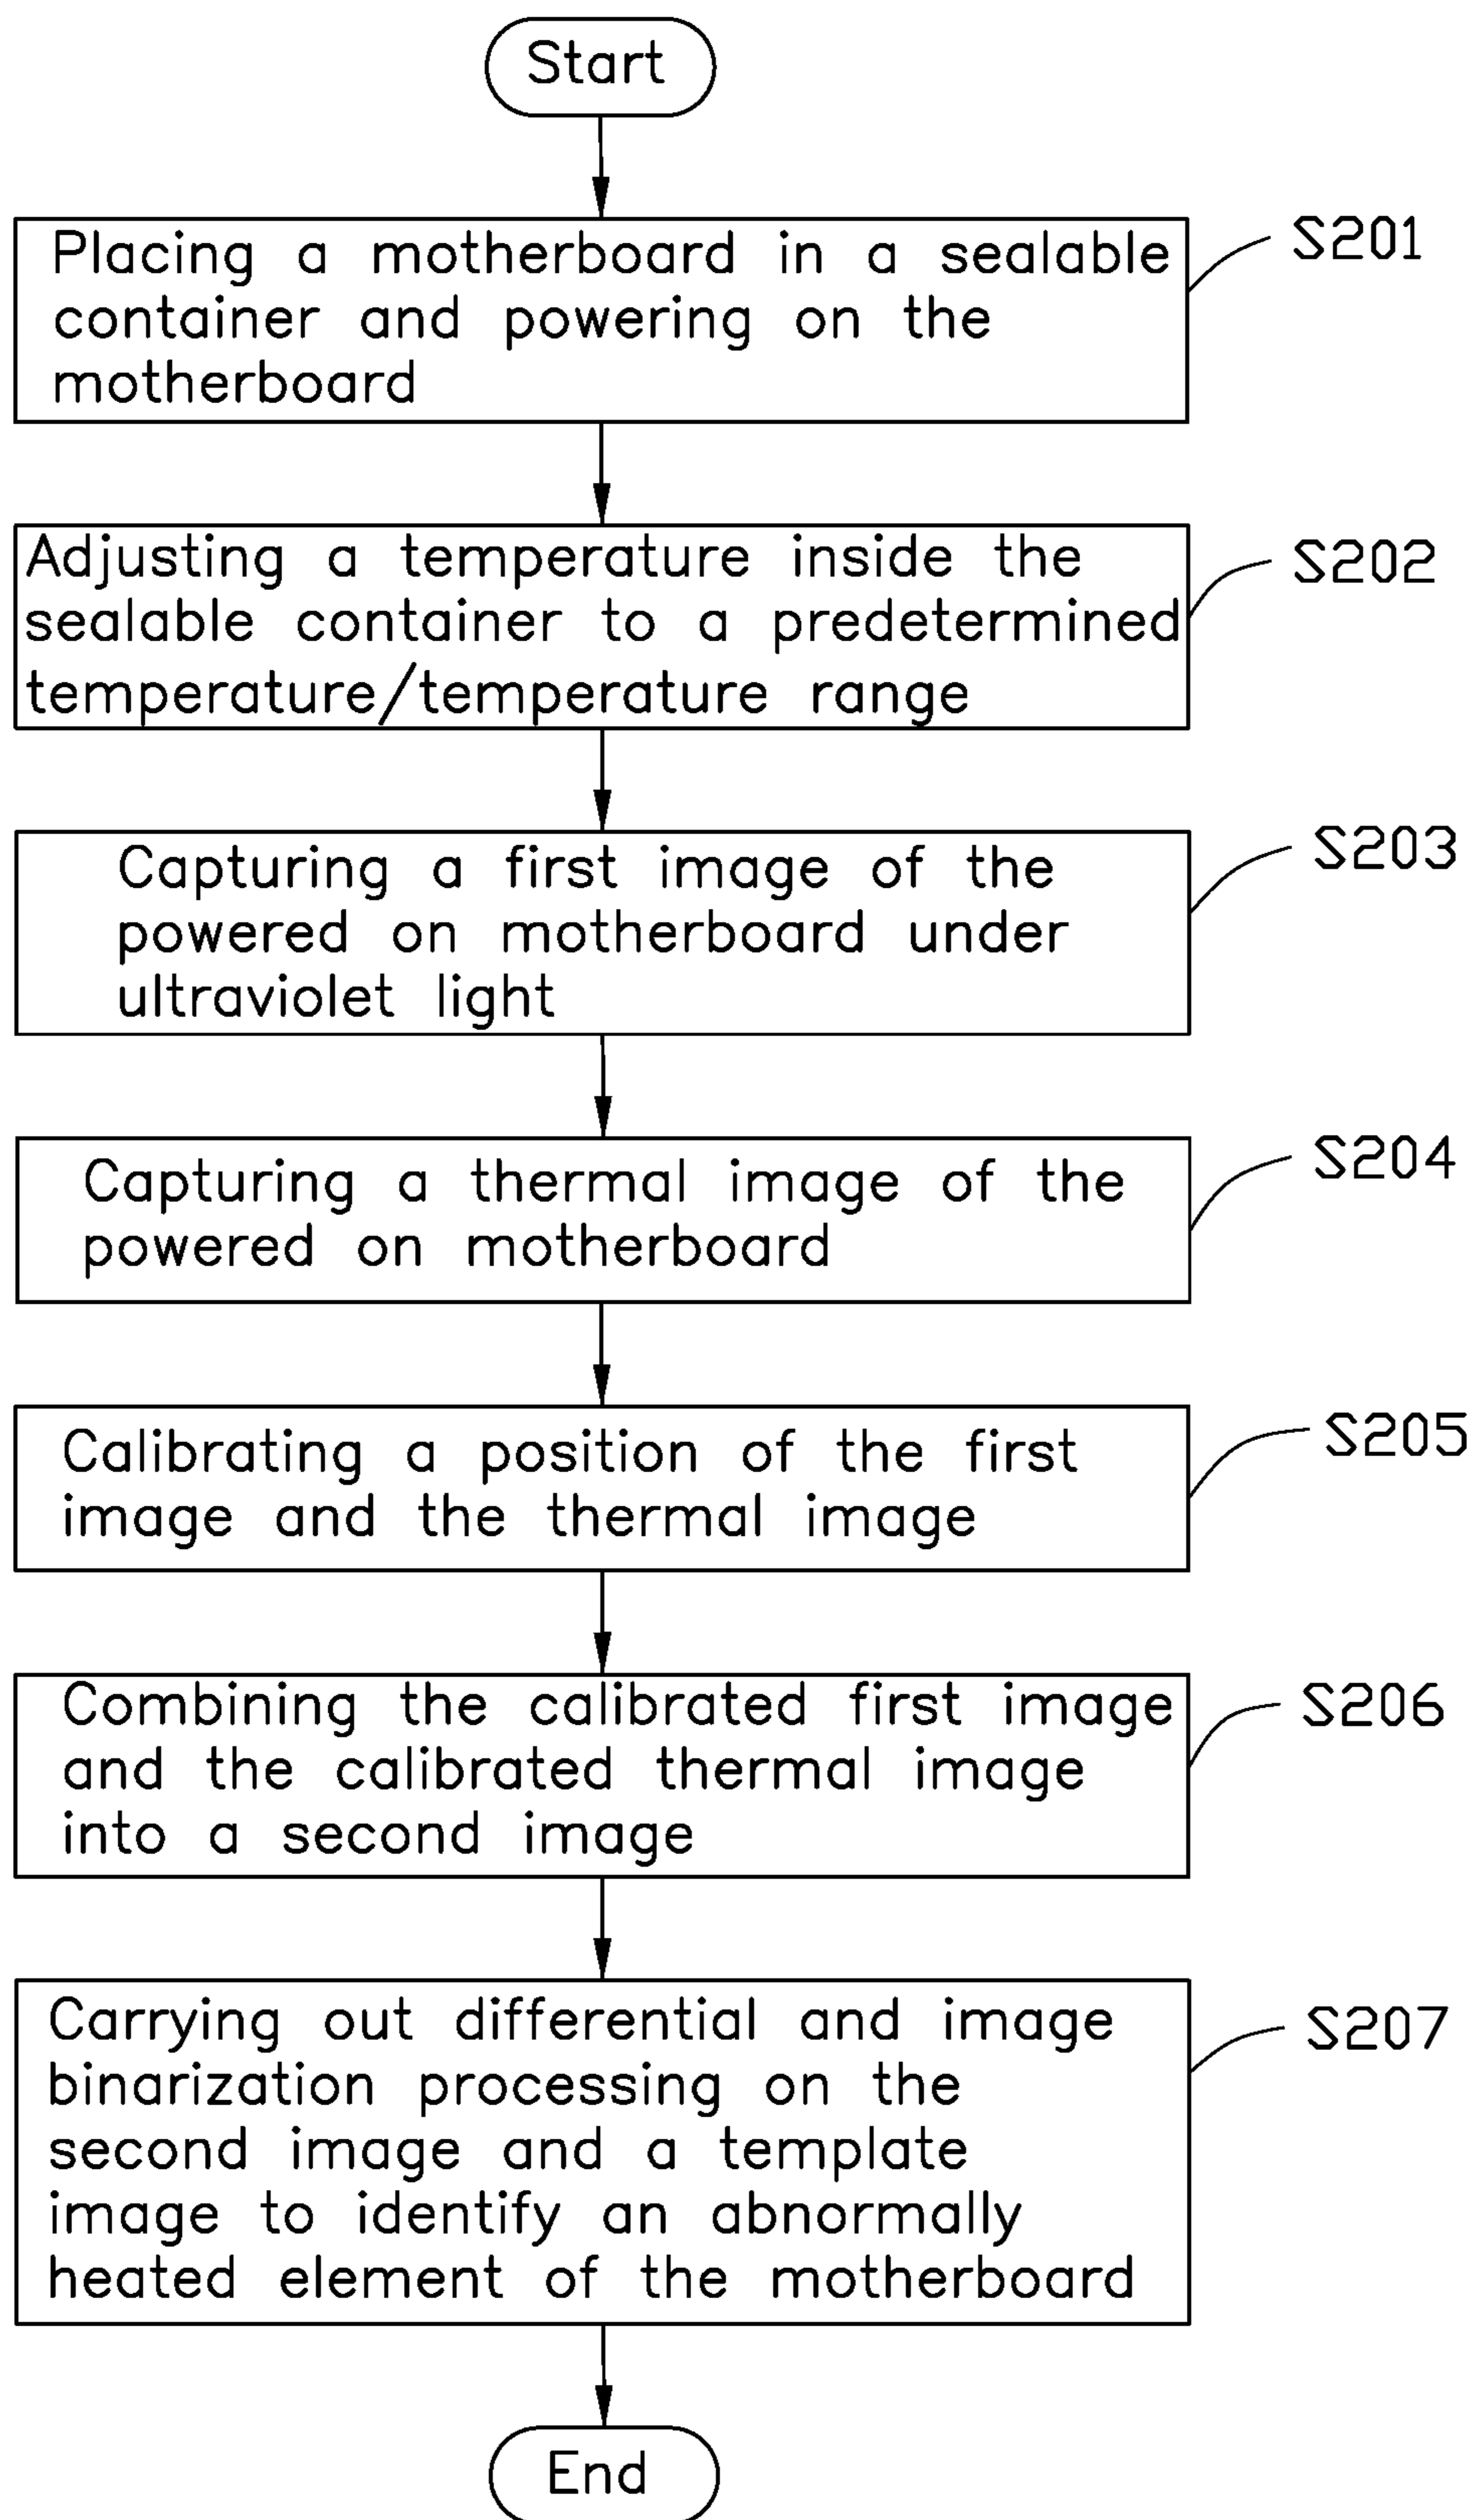 Start
Placing a motherboard in a sealable
container and powering on the
motherboard
S201
Adjusting a temperature inside the
sealable container to a predetermined
temperature/temperature range
S202
Capturing a first image of the
powered on motherboard under
ultraviolet light
S203
Capturing a thermal image of the
powered on motherboard
S204
Calibrating a position of the first
image and the thermal image
S205
Combining the calibrated first image
and the calibrated thermal image
into a second image
S206
Carrying out differential and image
binarization processing on the
second image and a template
image to identify an abnormally
heated element of the motherboard
S207
End